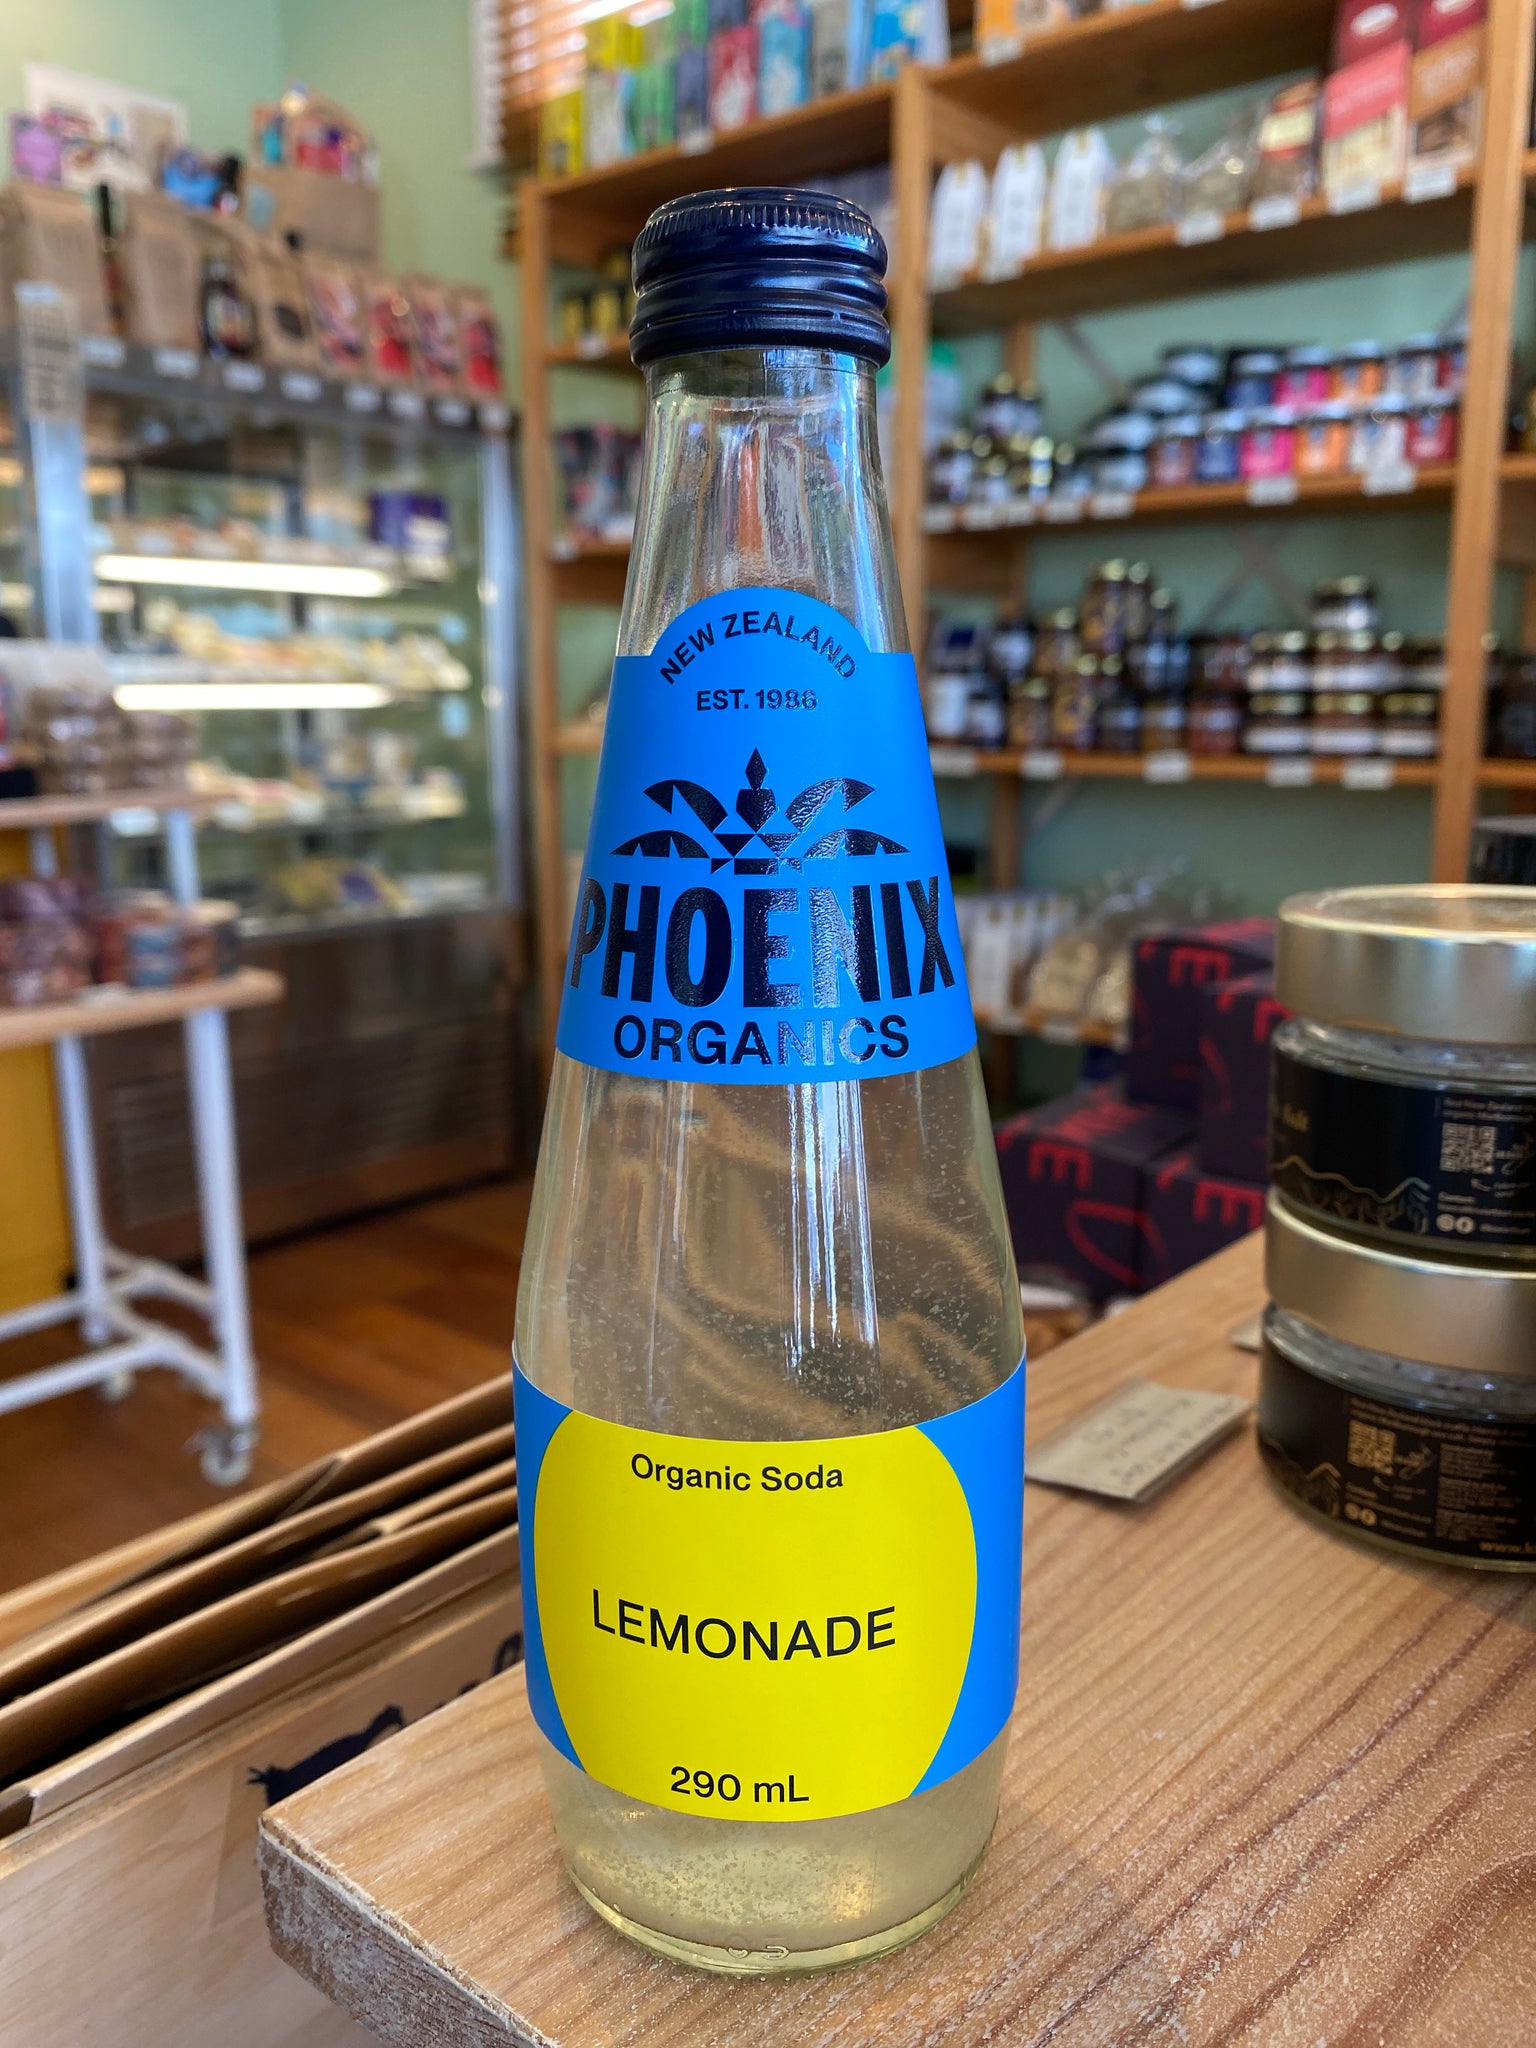 NEW ZEALAND
EST. 1986
PHOENIX
ORGANICS
Organic Soda
LEMONADE
290 mL